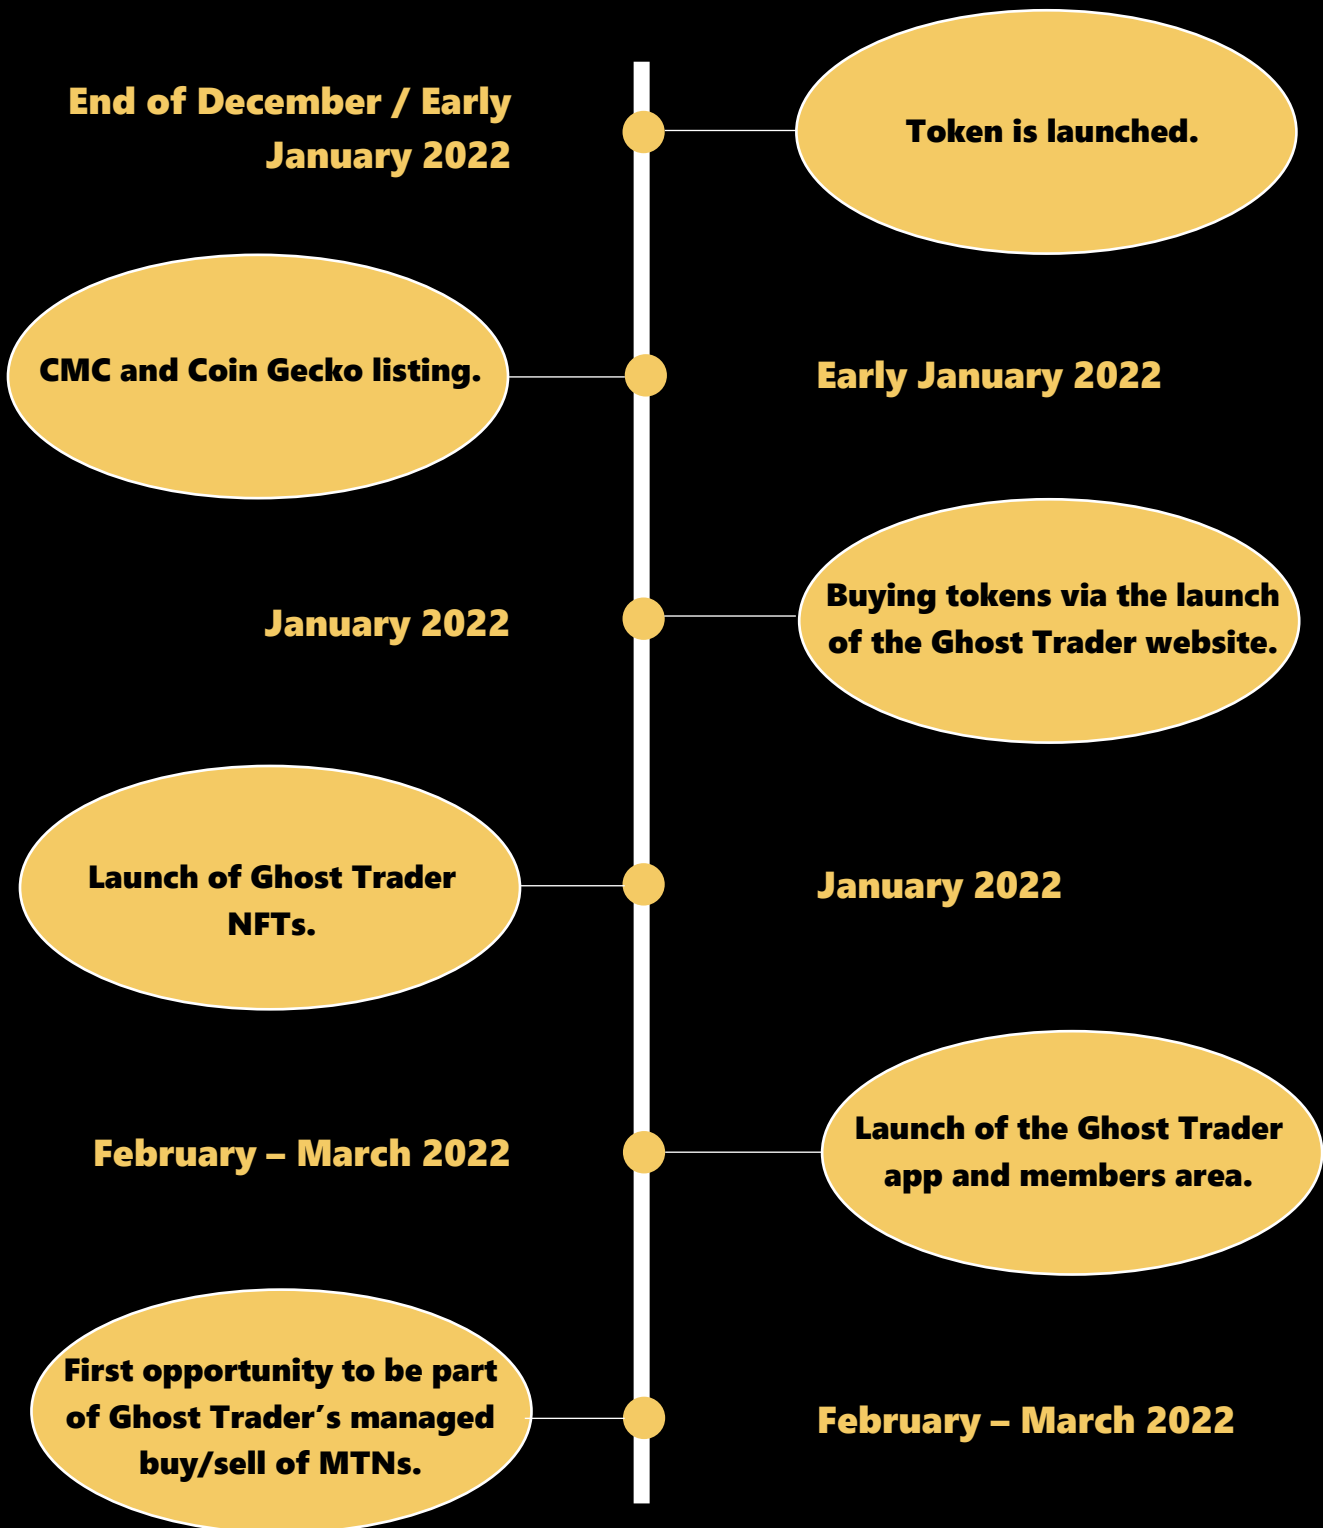 End of December / Early
January 2022
Token is launched.
CMC and Coin Gecko listing.
Early January 2022
January 2022
Buying tokens via the launch
of the Ghost Trader website.
Launch of Ghost Trader
NFTs.
January 2022
February – March 2022
Launch of the Ghost Trader
app and members area.
First opportunity to be part
of Ghost Trader’s managed
buy/sell of MTNs.
February – March 2022